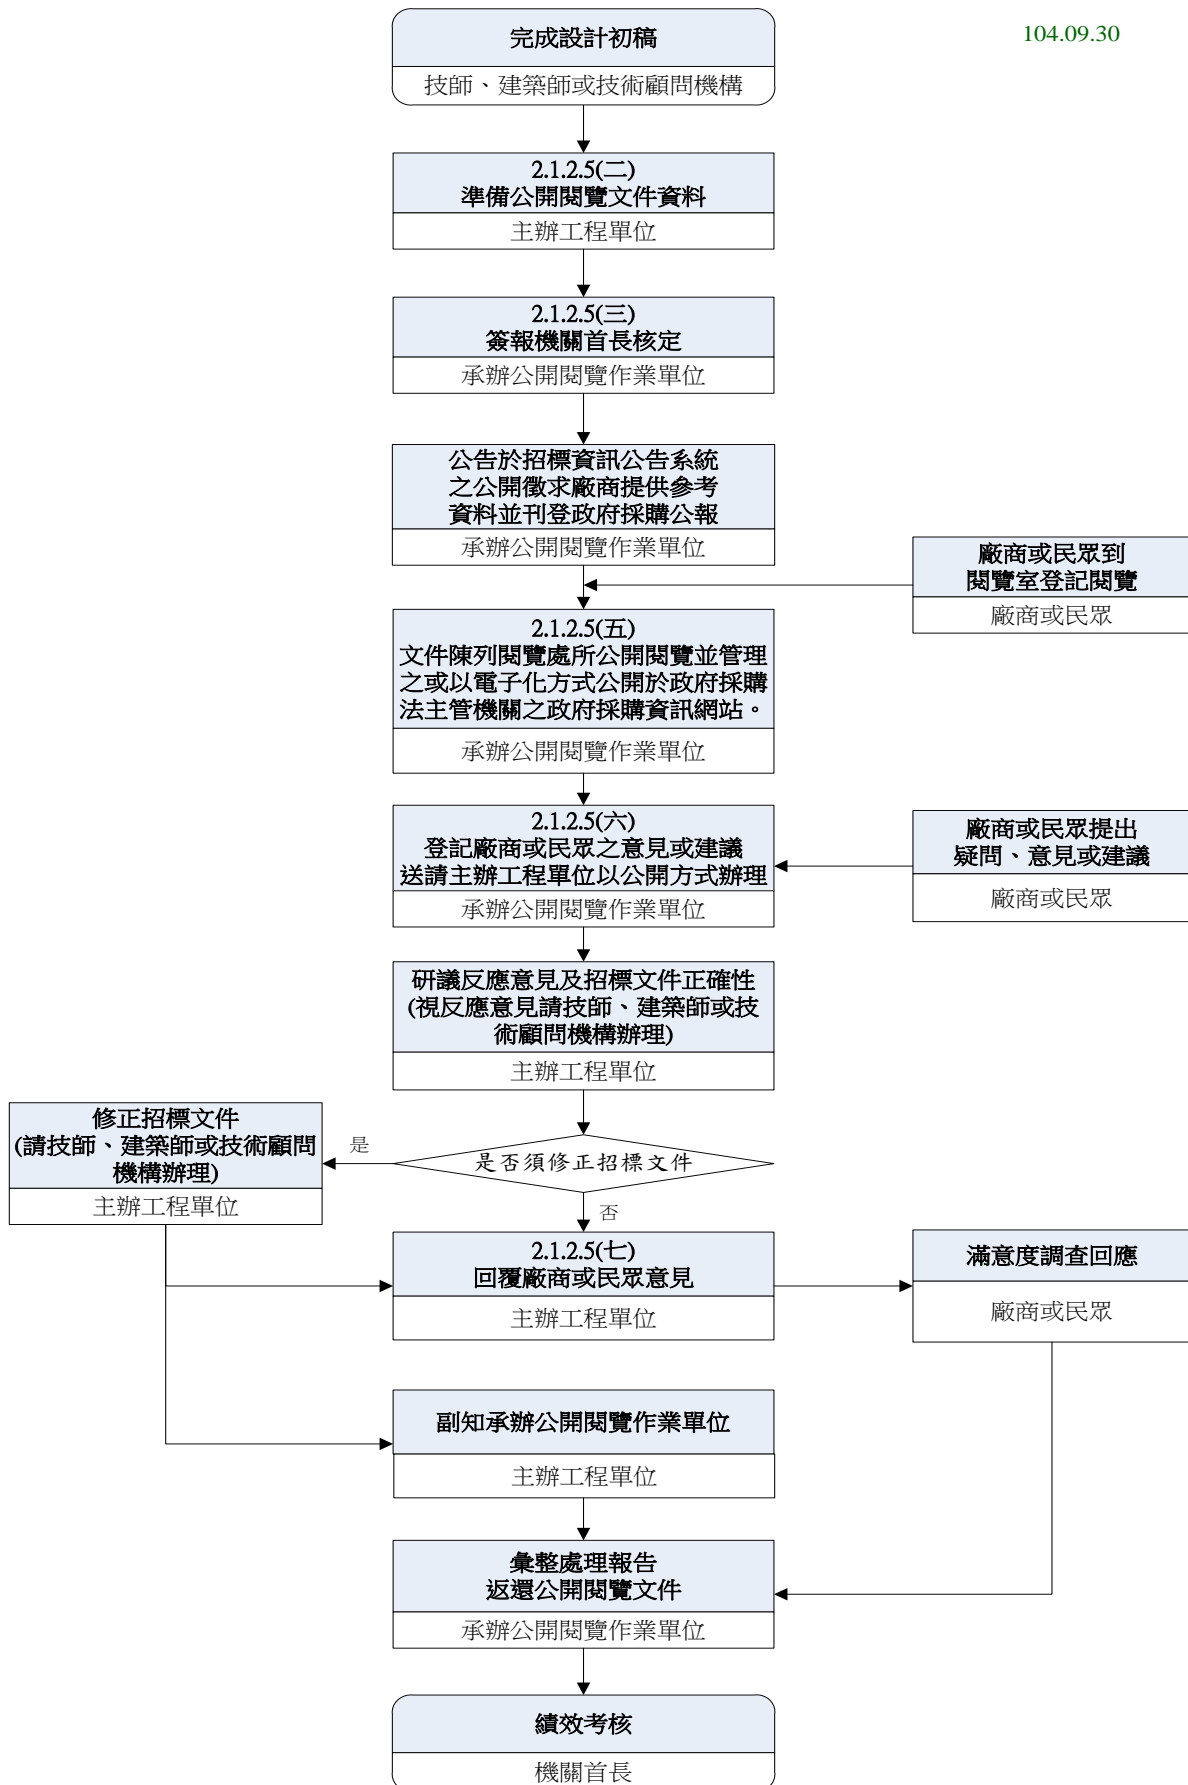 104.09.30
完成設計初稿
技師、建築師或技術顧問機構
2.1.2.5(二)
準備公開閱覽文件資料
主辦工程單位
2.1.2.5(三)
簽報機關首長核定
承辦公開閱覽作業單位
公告於招標資訊公告系統
之公開徵求廠商提供參考
資料並刊登政府採購公報
承辦公開閱覽作業單位
廠商或民眾到
閱覽室登記閱覽
廠商或民眾
2.1.2.5(五)
文件陳列閱覽處所公開閱覽並管理
之或以電子化方式公開於政府採購
法主管機關之政府採購資訊網站。
承辦公開閱覽作業單位
2.1.2.5(六)
登記廠商或民眾之意見或建議
送請主辦工程單位以公開方式辦理
承辦公開閱覽作業單位
廠商或民眾提出
疑問、意見或建議
廠商或民眾
研議反應意見及招標文件正確性
(視反應意見請技師、建築師或技
術顧問機構辦理)
主辦工程單位
修正招標文件
(請技師、建築師或技術顧問
機構辦理)
主辦工程單位
是
是否須修正招標文件
否
2.1.2.5(七)
回覆廠商或民眾意見
主辦工程單位
滿意度調查回應
廠商或民眾
副知承辦公開閱覽作業單位
主辦工程單位
彙整處理報告
返還公開閱覽文件
承辦公開閱覽作業單位
績效考核
機關首長